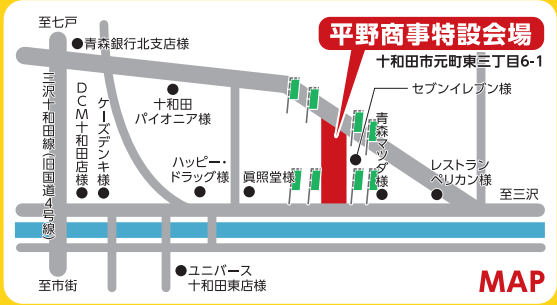 至七戸
平野商事特設会場
十和田市元町東三丁目6-1
青森銀行北支店様
セブンイレブン様
三沢十和田線(旧国道4号線)
DCM十和田店様
ケーズデンキ様
十和田
パイオニア様
青森マツダ様
ハッピー・
ドラッグ様
眞照堂様
レストラン
ペリカン様
至三沢
ユニバース
十和田東店様
至市街
MAP